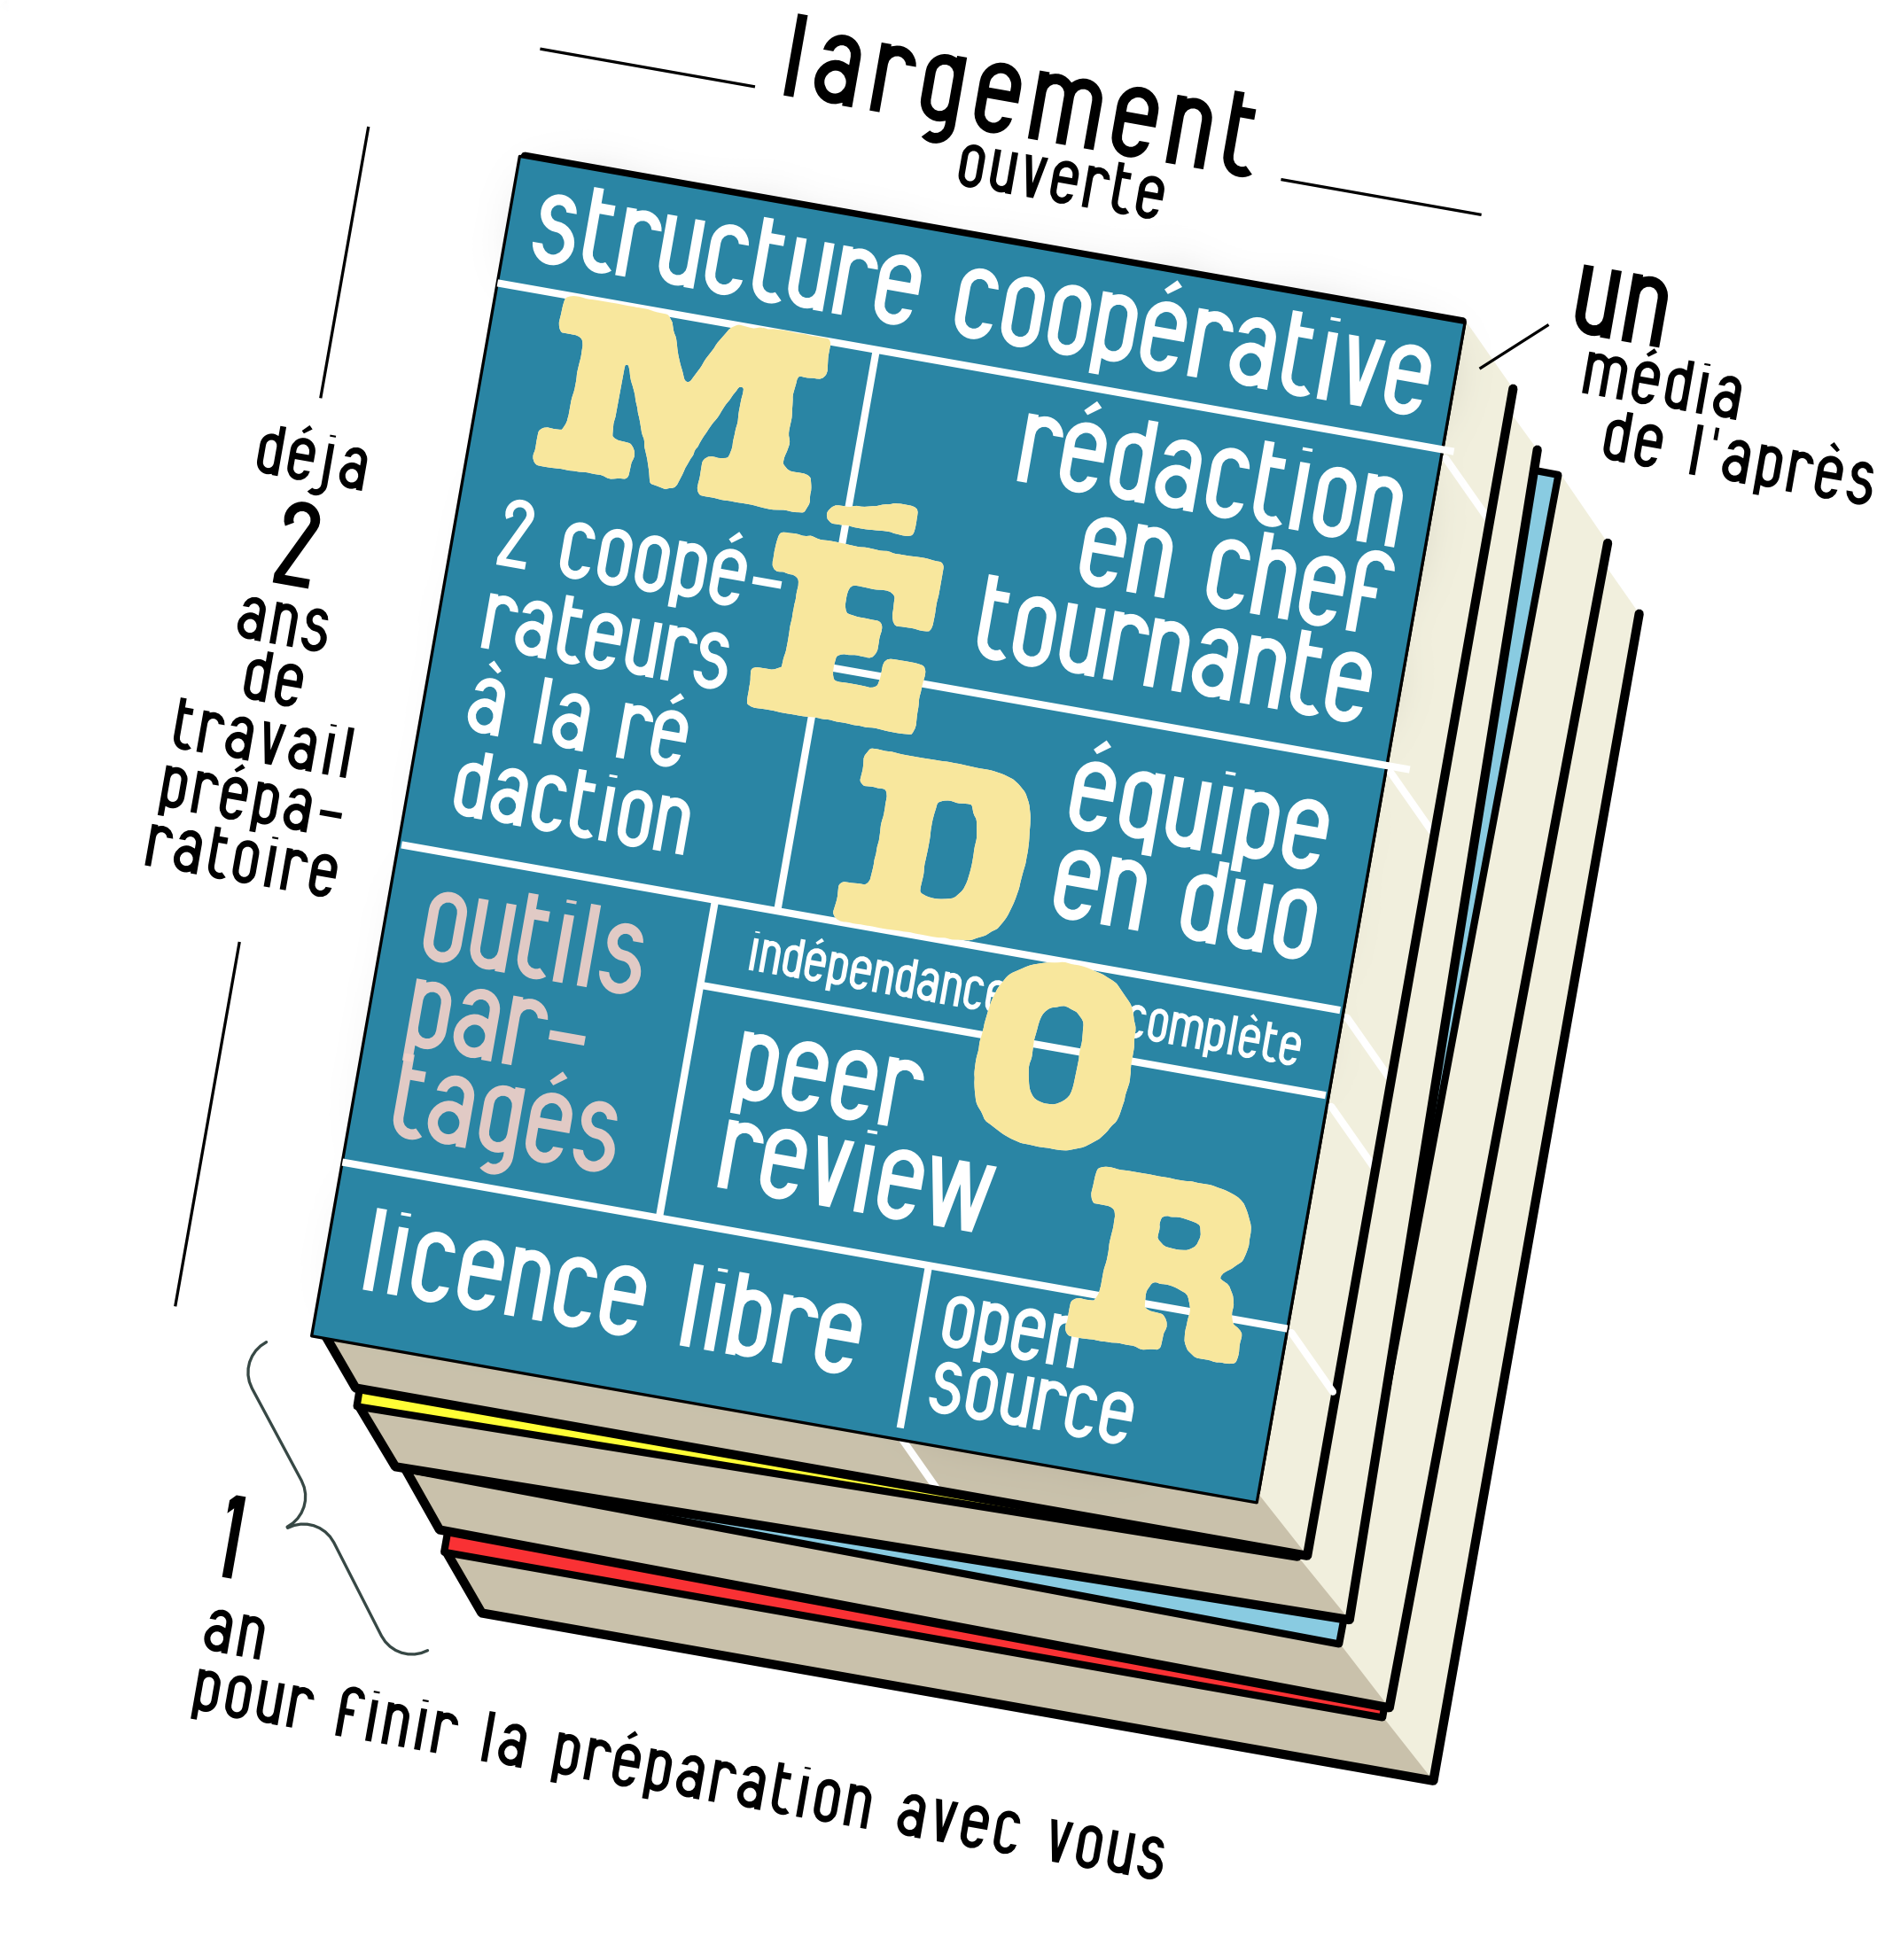 largement
ouverte
un
média
de l'après
déja
2
ans
de
travail
prépa-
ratoire
structure coopérative
MÉDOR
2 coopé-
rateurs
à la ré
daction
rédaction
en chef
tournante
équipe
en duo
outils
par-
tagés
indépendance complète
peer
review
licence libre
open
source
1
an
pour finir la préparation avec vous